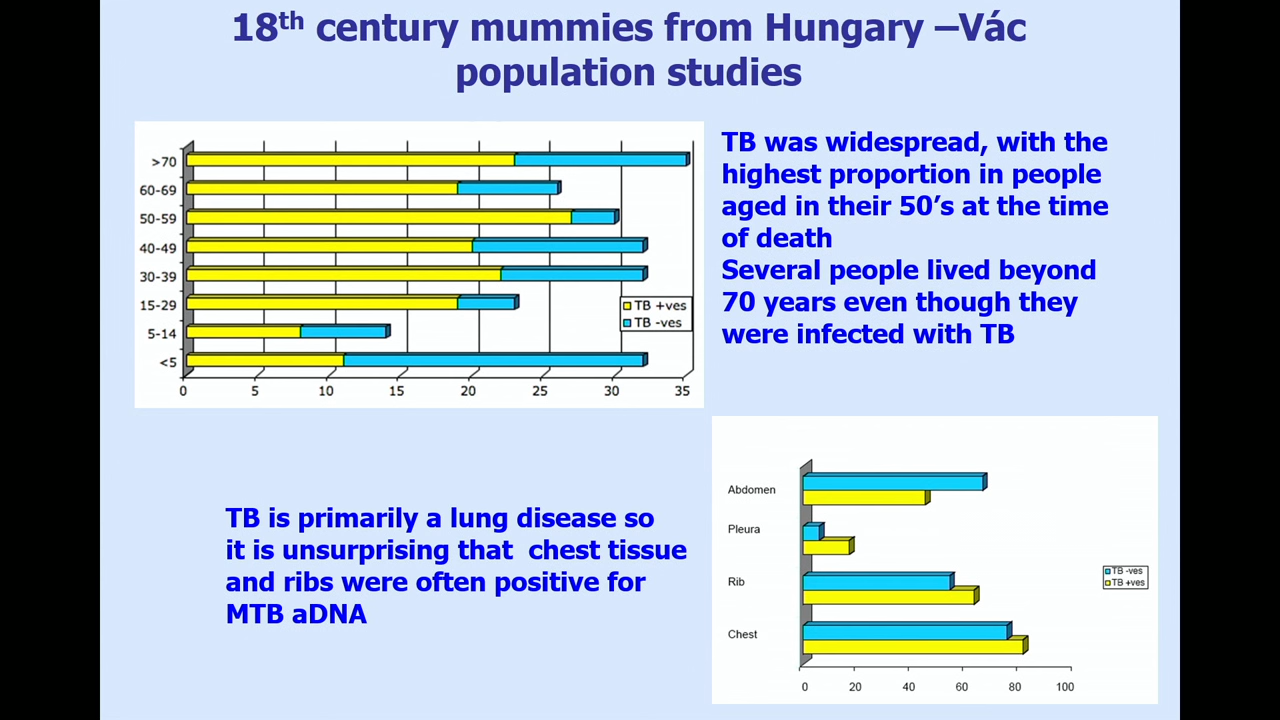 18th century mummies from Hungary –Vác
population studies
>70
60-69
50-59
40-49
30-39
15-29
5-14
<5
TB +ves
TB -ves
0 5 10 15 20 25 30 35
TB was widespread, with the
highest proportion in people
aged in their 50’s at the time
of death
Several people lived beyond
70 years even though they
were infected with TB
TB is primarily a lung disease so
it is unsurprising that chest tissue
and ribs were often positive for
MTB aDNA
Abdomen
Pleura
Rib
Chest
TB -ves
TB +ves
0 20 40 60 80 100